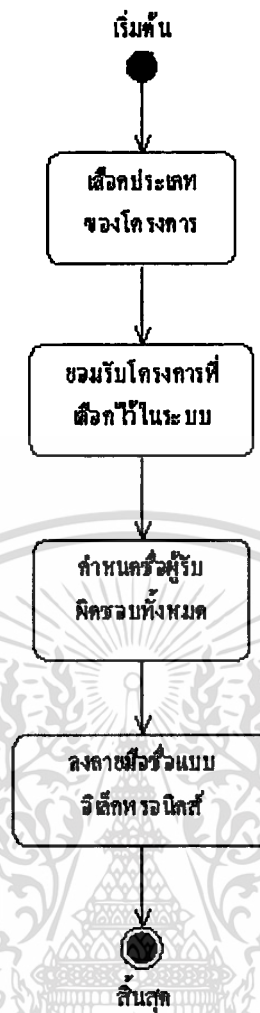 เริ่มต้น
เลือกประเภท
ของโครงการ
ยอมรับโครงการที่
เลือกไว้ในระบบ
กำหนดชื่อผู้รับ
ผิดชอบทั้งหมด
ลงลายมือชื่อแบบ
อิเล็กทรอนิกส์
สิ้นสุด